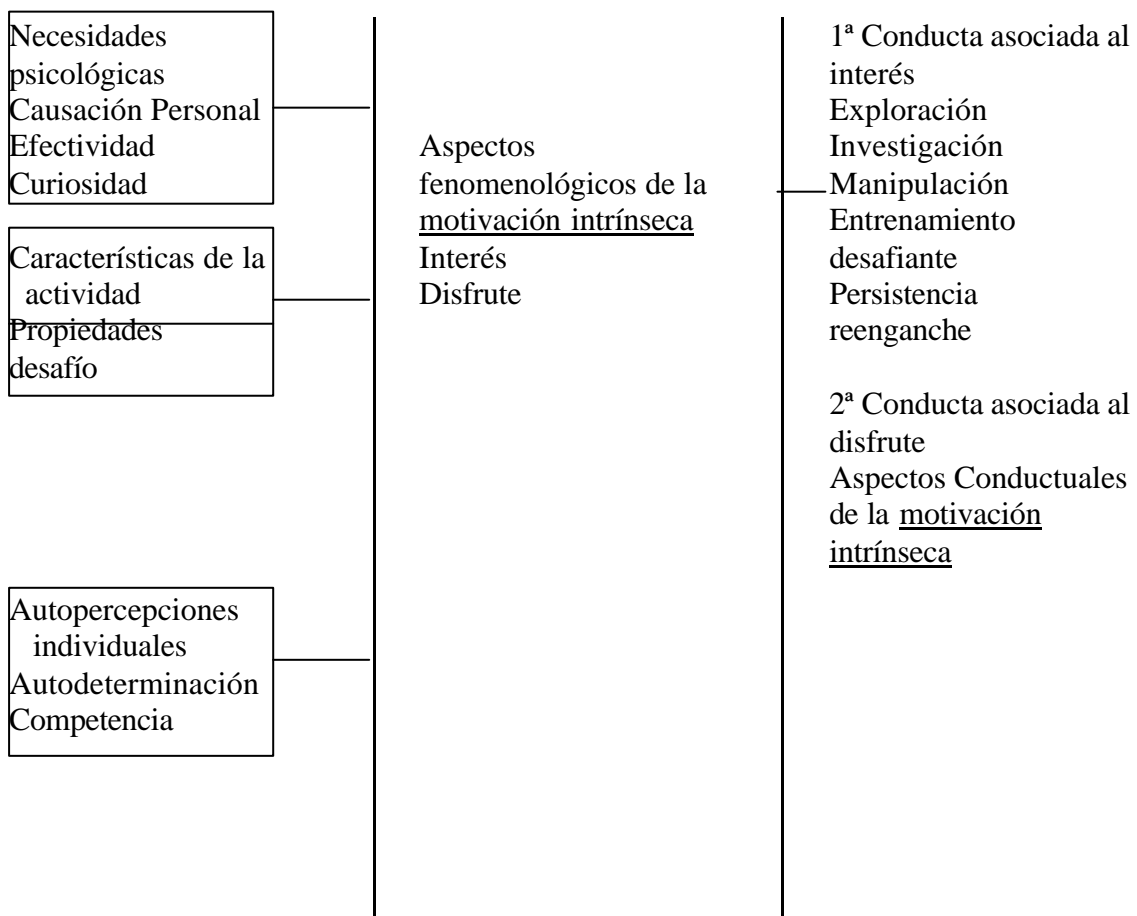 Necesidades
psicológicas
Causación Personal
Efectividad
Curiosidad
Características de la
actividad
Propiedades
desafío
Autopercepciones
individuales
Autodeterminación
Competencia
Aspectos
fenomenológicos de la
motivación intrínseca
Interés
Disfrute
1ª Conducta asociada al
interés
Exploración
Investigación
Manipulación
Entrenamiento
desafiante
Persistencia
reenganche
2ª Conducta asociada al
disfrute
Aspectos Conductuales
de la motivación
intrínseca